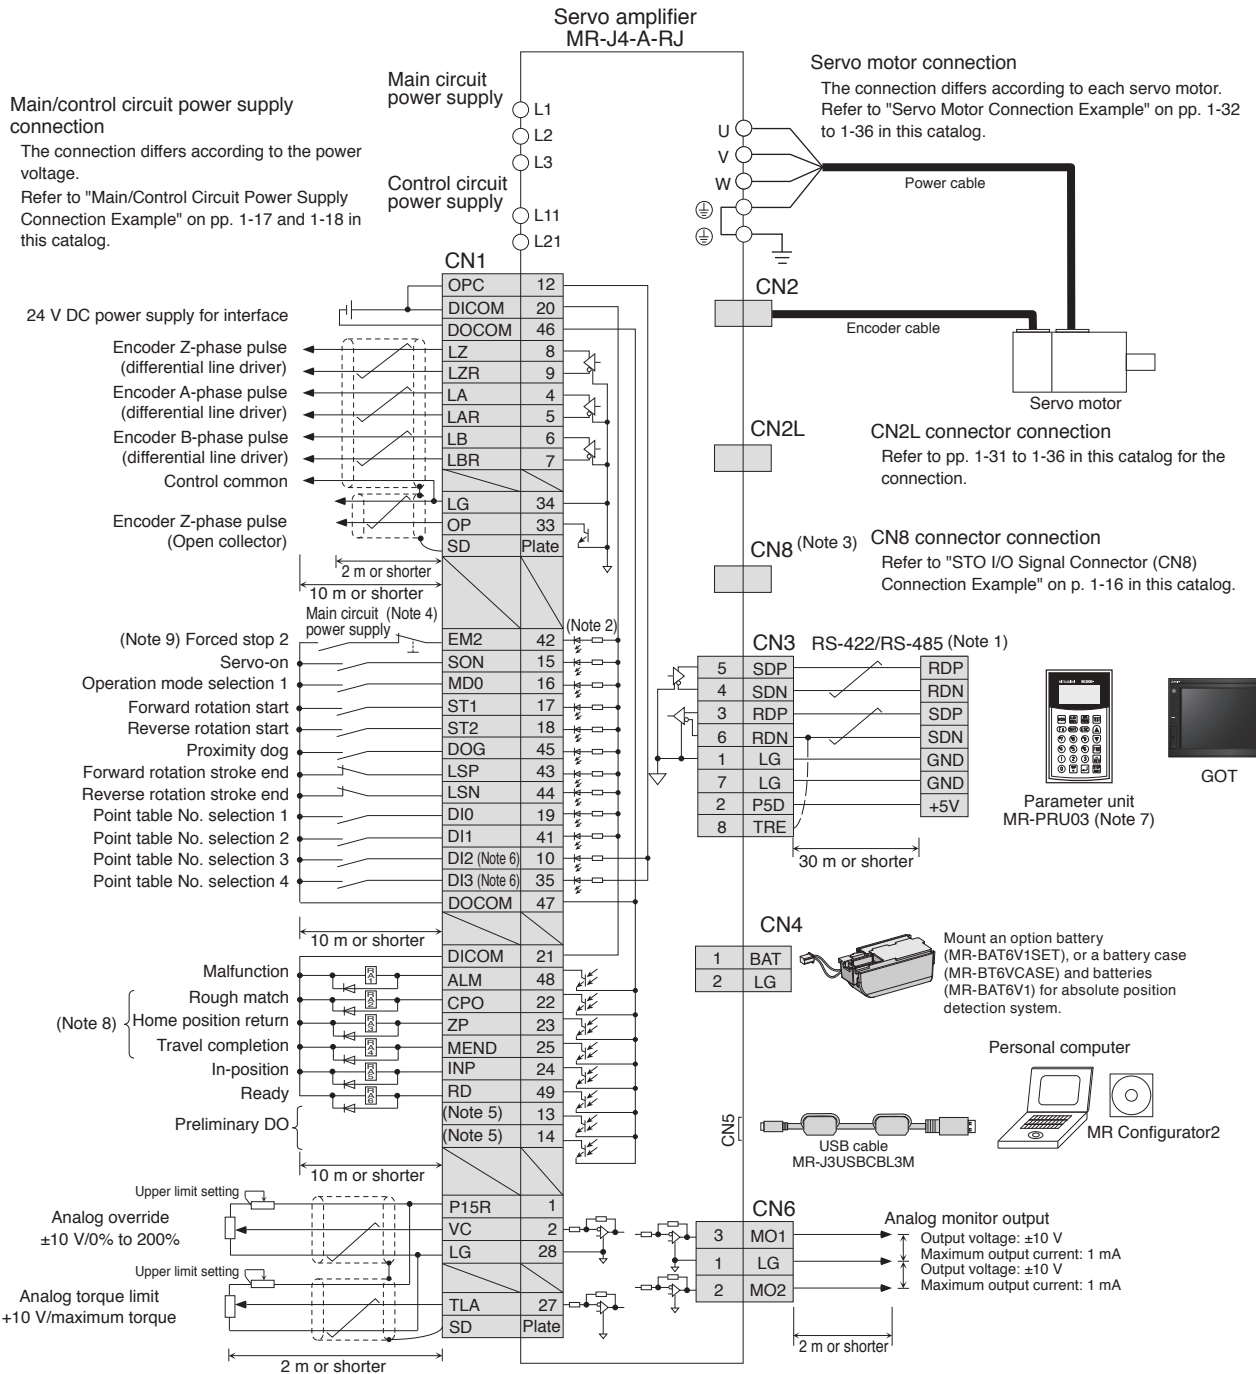 Servo amplifier
MR-J4-A-RJ
Main/control circuit power supply
connection
The connection differs according to the power
voltage.
Refer to "Main/Control Circuit Power Supply
Connection Example" on pp. 1-17 and 1-18 in
this catalog.
Main circuit
power supply
L1
L2
L3
Control circuit
power supply
L11
L21
Servo motor connection
The connection differs according to each servo motor.
Refer to "Servo Motor Connection Example" on pp. 1-32
to 1-36 in this catalog.
U
V
W
Power cable
CN2
Encoder cable
Servo motor
CN2L
CN2L connector connection
Refer to pp. 1-31 to 1-36 in this catalog for the
connection.
CN8 (Note 3)
CN8 connector connection
Refer to "STO I/O Signal Connector (CN8)
Connection Example" on p. 1-16 in this catalog.
CN1
OPC 12
24 V DC power supply for interface
DICOM 20
DOCOM 46
Encoder Z-phase pulse
(differential line driver)
LZ 8
LZR 9
Encoder A-phase pulse
(differential line driver)
LA 4
LAR 5
Encoder B-phase pulse
(differential line driver)
LB 6
LBR 7
Control common
LG 34
Encoder Z-phase pulse
(Open collector)
OP 33
SD Plate
2 m or shorter
10 m or shorter
Main circuit (Note 4)
power supply
(Note 2)
(Note 9) Forced stop 2 EM2 42
Servo-on SON 15
Operation mode selection 1 MD0 16
Forward rotation start ST1 17
Reverse rotation start ST2 18
Proximity dog DOG 45
Forward rotation stroke end LSP 43
Reverse rotation stroke end LSN 44
Point table No. selection 1 DI0 19
Point table No. selection 2 DI1 41
Point table No. selection 3 DI2 (Note 6) 10
Point table No. selection 4 DI3 (Note 6) 35
DOCOM 47
10 m or shorter
DICOM 21
Malfunction RA1 ALM 48
(Note 8)
Rough match RA2 CPO 22
Home position return RA3 ZP 23
Travel completion RA4 MEND 25
In-position RA5 INP 24
Ready RA6 RD 49
Preliminary DO
(Note 5) 13
(Note 5) 14
10 m or shorter
Upper limit setting
Analog override
±10 V/0% to 200%
P15R 1
VC 2
LG 28
Upper limit setting
Analog torque limit
+10 V/maximum torque
TLA 27
SD Plate
2 m or shorter
CN3 RS-422/RS-485 (Note 1)
5 SDP RDP
4 SDN RDN
3 RDP SDP
6 RDN SDN
1 LG GND
7 LG GND
2 P5D +5V
8 TRE
30 m or shorter
Parameter unit
MR-PRU03 (Note 7)
GOT
CN4
1 BAT
2 LG
Mount an option battery
(MR-BAT6V1SET), or a battery case
(MR-BT6VCASE) and batteries
(MR-BAT6V1) for absolute position
detection system.
Personal computer
CN5
USB cable
MR-J3USBCBL3M
MR Configurator2
CN6
3 MO1
1 LG
2 MO2
Analog monitor output
Output voltage: ±10 V
Maximum output current: 1 mA
Output voltage: ±10 V
Maximum output current: 1 mA
2 m or shorter